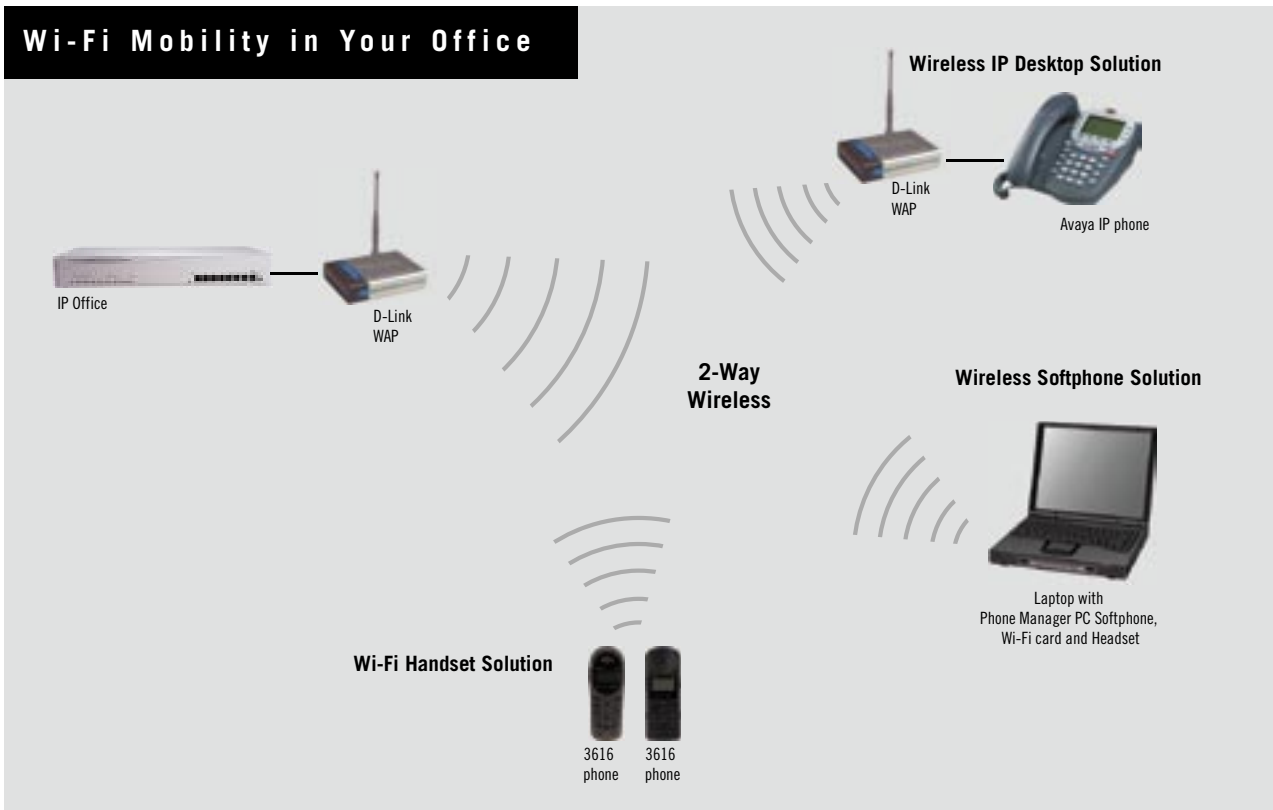 Wi-Fi Mobility in Your Office
Wireless IP Desktop Solution
D-Link
WAP
Avaya IP phone
IP Office
D-Link
WAP
2-Way
Wireless
Wireless Softphone Solution
Laptop with
Phone Manager PC Softphone,
Wi-Fi card and Headset
Wi-Fi Handset Solution
3616
phone
3616
phone